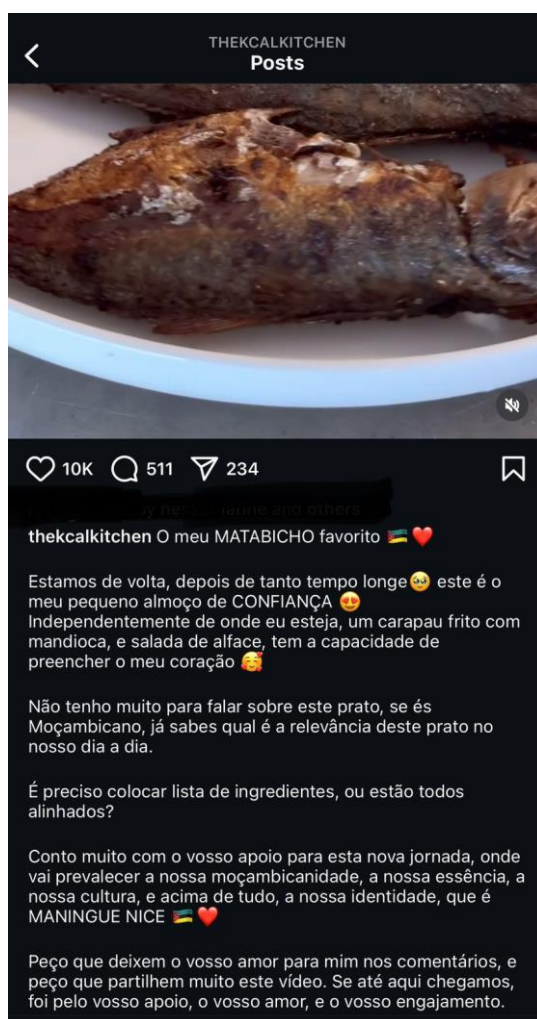 THEKCALKITCHEN
Posts
10K 511 234
and others
thekcalkitchen O meu MATABICHO favorito 🇲🇿❤️
Estamos de volta, depois de tanto tempo longe🥹 este é o
meu pequeno almoço de CONFIANÇA 😍
Independentemente de onde eu esteja, um carapau frito com
mandioca, e salada de alface, tem a capacidade de
preencher o meu coração 🥰
Não tenho muito para falar sobre este prato, se és
Moçambicano, já sabes qual é a relevância deste prato no
nosso dia a dia.
É preciso colocar lista de ingredientes, ou estão todos
alinhados?
Conto muito com o vosso apoio para esta nova jornada, onde
vai prevalecer a nossa moçambicanidade, a nossa essência, a
nossa cultura, e acima de tudo, a nossa identidade, que é
MANINGUE NICE 🇲🇿❤️
Peço que deixem o vosso amor para mim nos comentários, e
peço que partilhem muito este vídeo. Se até aqui chegamos,
foi pelo vosso apoio, o vosso amor, e o vosso engajamento.